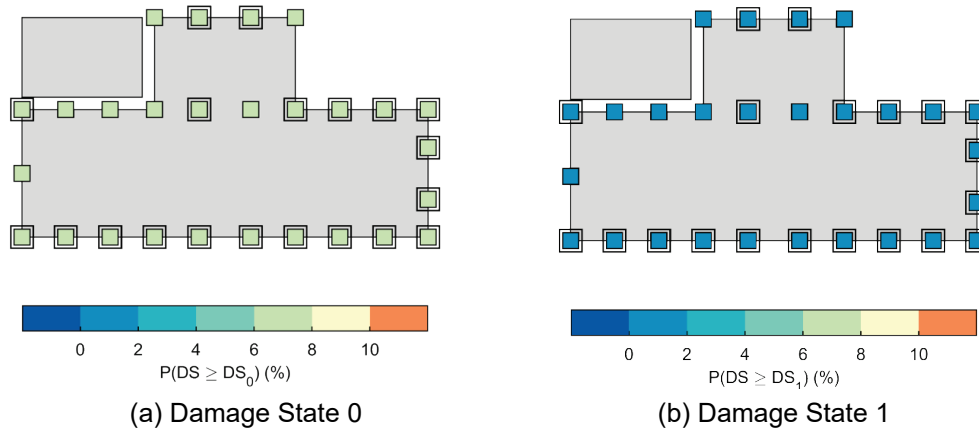 0 2 4 6 8 10
P(DS ≥ DS₀) (%)
(a) Damage State 0
0 2 4 6 8 10
P(DS ≥ DS₁) (%)
(b) Damage State 1